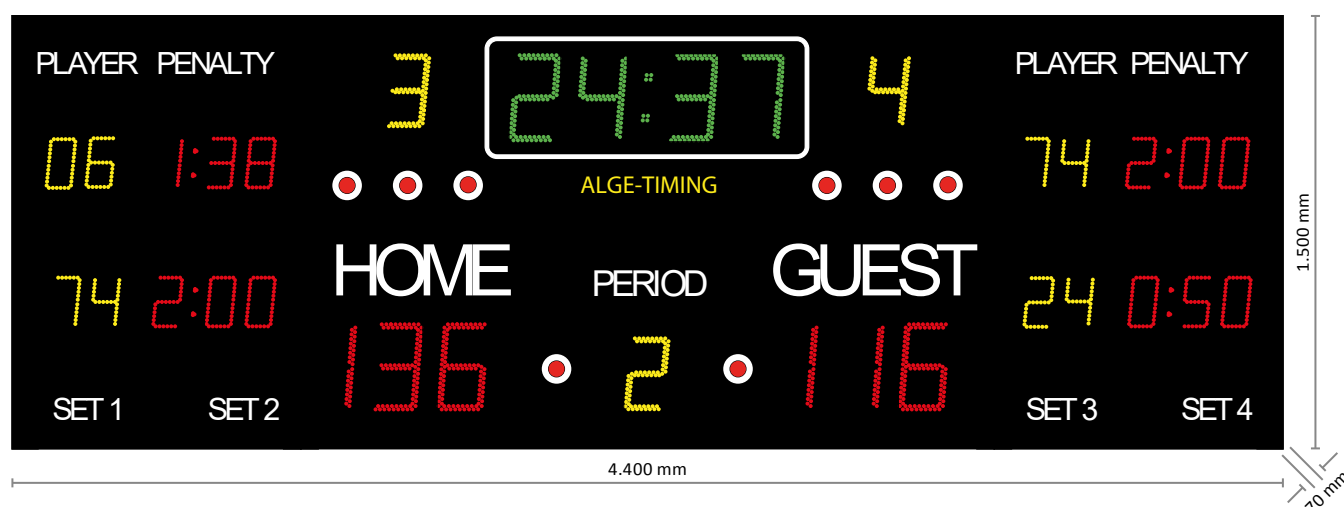 PLAYER PENALTY 3 24:37 4 PLAYER PENALTY
06 1:38 74 2:00
ALGE-TIMING
HOME GUEST
PERIOD
74 2:00 24 0:50
136 2 116
SET 1 SET 2 SET 3 SET 4
4.400 mm
1.500 mm
70 mm